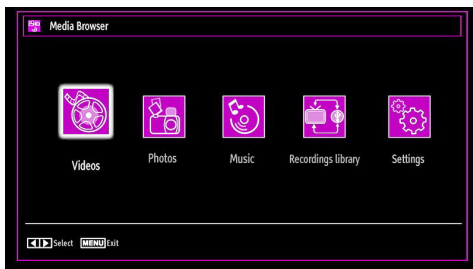 Media Browser
Videos
Photos
Music
Recordings library
Settings
Select MENU Exit